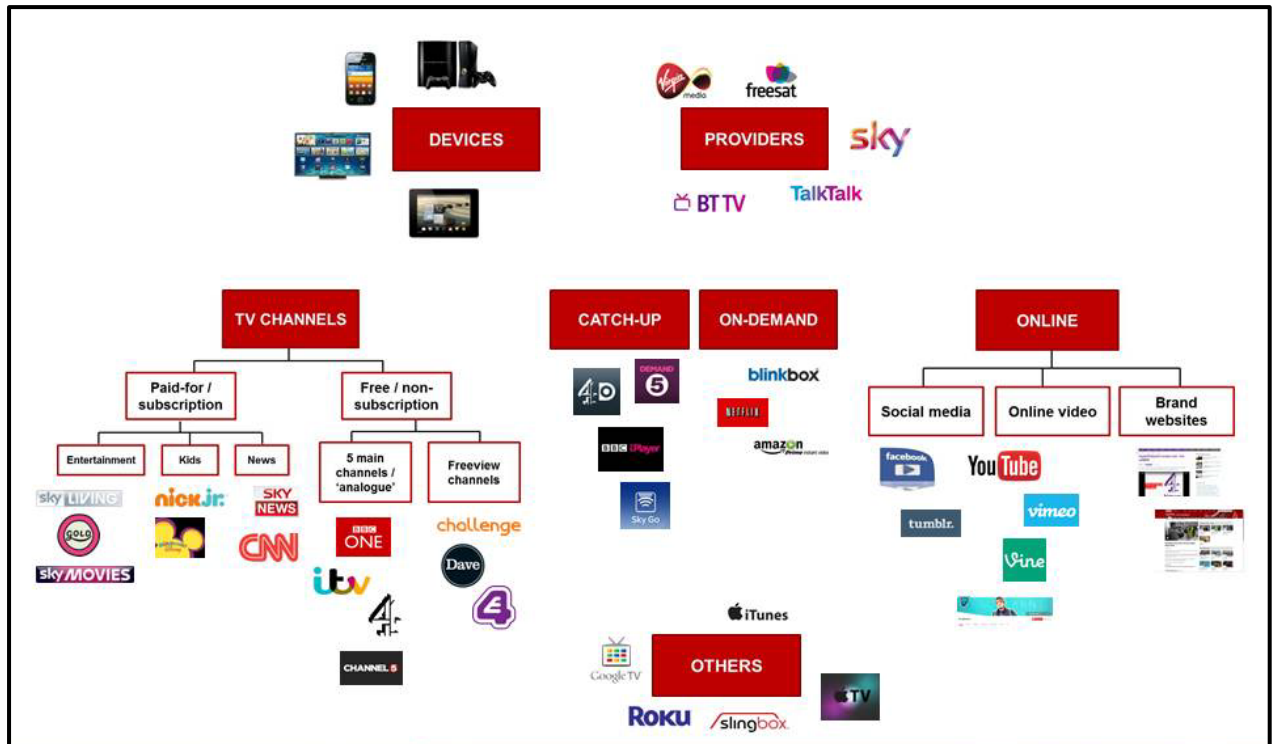 Virgin
media
freesat
DEVICES
PROVIDERS
sky
BT TV
TalkTalk
TV CHANNELS
CATCH-UP
ON-DEMAND
ONLINE
Paid-for /
subscription
Free / non-
subscription
Social media
Online video
Brand
websites
Entertainment
Kids
News
5 main
channels /
'analogue'
Freeview
channels
sky LIVING
nick jr.
SKY
NEWS
GOLD
Disney
CNN
sky MOVIES
BBC
ONE
itv
4
CHANNEL 5
challenge
Dave
4
4oD
DEMAND
5
BBC iPlayer
Sky Go
blinkbox
NETFLIX
amazon
Prime instant video
facebook
tumblr.
YouTube
vimeo
Vine
iTunes
Google TV
OTHERS
ROKU
slingbox
TV